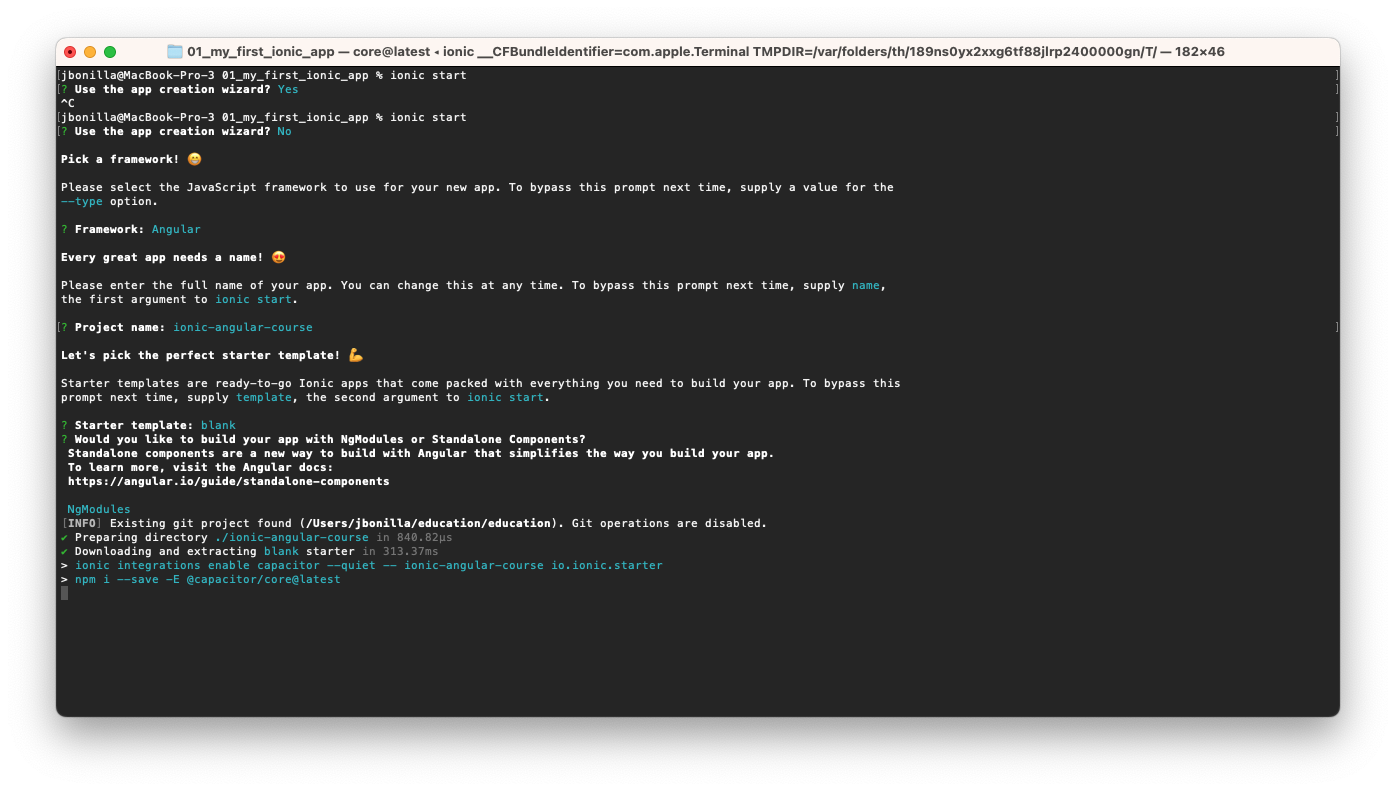 01_my_first_ionic_app — core@latest ◂ ionic __CFBundleIdentifier=com.apple.Terminal TMPDIR=/var/folders/th/189ns0yx2xxg6tf88jlrp2400000gn/T/ — 182×46
[jbonilla@MacBook-Pro-3 01_my_first_ionic_app % ionic start ]
[? Use the app creation wizard? Yes ]
^C
[jbonilla@MacBook-Pro-3 01_my_first_ionic_app % ionic start ]
[? Use the app creation wizard? No ]
Pick a framework! 😁
Please select the JavaScript framework to use for your new app. To bypass this prompt next time, supply a value for the
--type option.
? Framework: Angular
Every great app needs a name! 😍
Please enter the full name of your app. You can change this at any time. To bypass this prompt next time, supply name,
the first argument to ionic start.
[? Project name: ionic-angular-course ]
Let's pick the perfect starter template! 💪
Starter templates are ready-to-go Ionic apps that come packed with everything you need to build your app. To bypass this
prompt next time, supply template, the second argument to ionic start.
? Starter template: blank
? Would you like to build your app with NgModules or Standalone Components?
Standalone components are a new way to build with Angular that simplifies the way you build your app.
To learn more, visit the Angular docs:
https://angular.io/guide/standalone-components
NgModules
[INFO] Existing git project found (/Users/jbonilla/education/education). Git operations are disabled.
✔ Preparing directory ./ionic-angular-course in 840.82μs
✔ Downloading and extracting blank starter in 313.37ms
> ionic integrations enable capacitor --quiet -- ionic-angular-course io.ionic.starter
> npm i --save -E @capacitor/core@latest